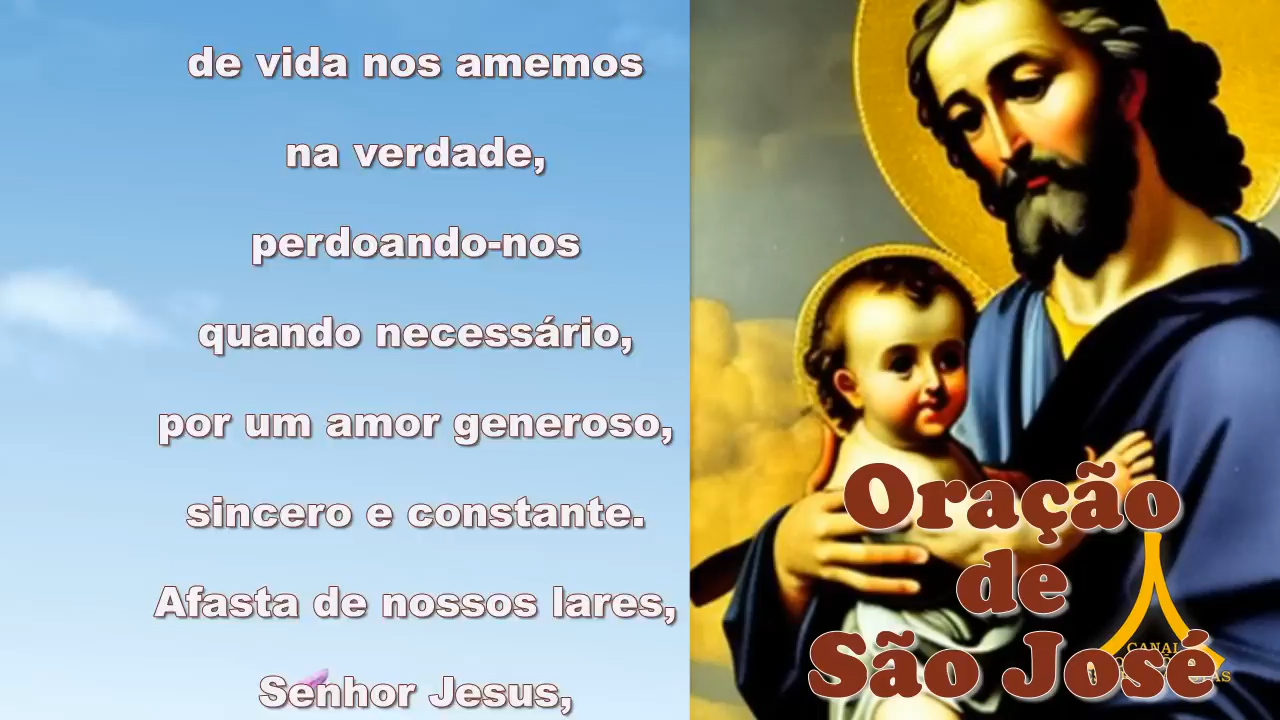 de vida nos amemos
na verdade,
perdoando-nos
quando necessário,
por um amor generoso,
sincero e constante.
Afasta de nossos lares,
Senhor Jesus,
Oração
de
São José
CANAL